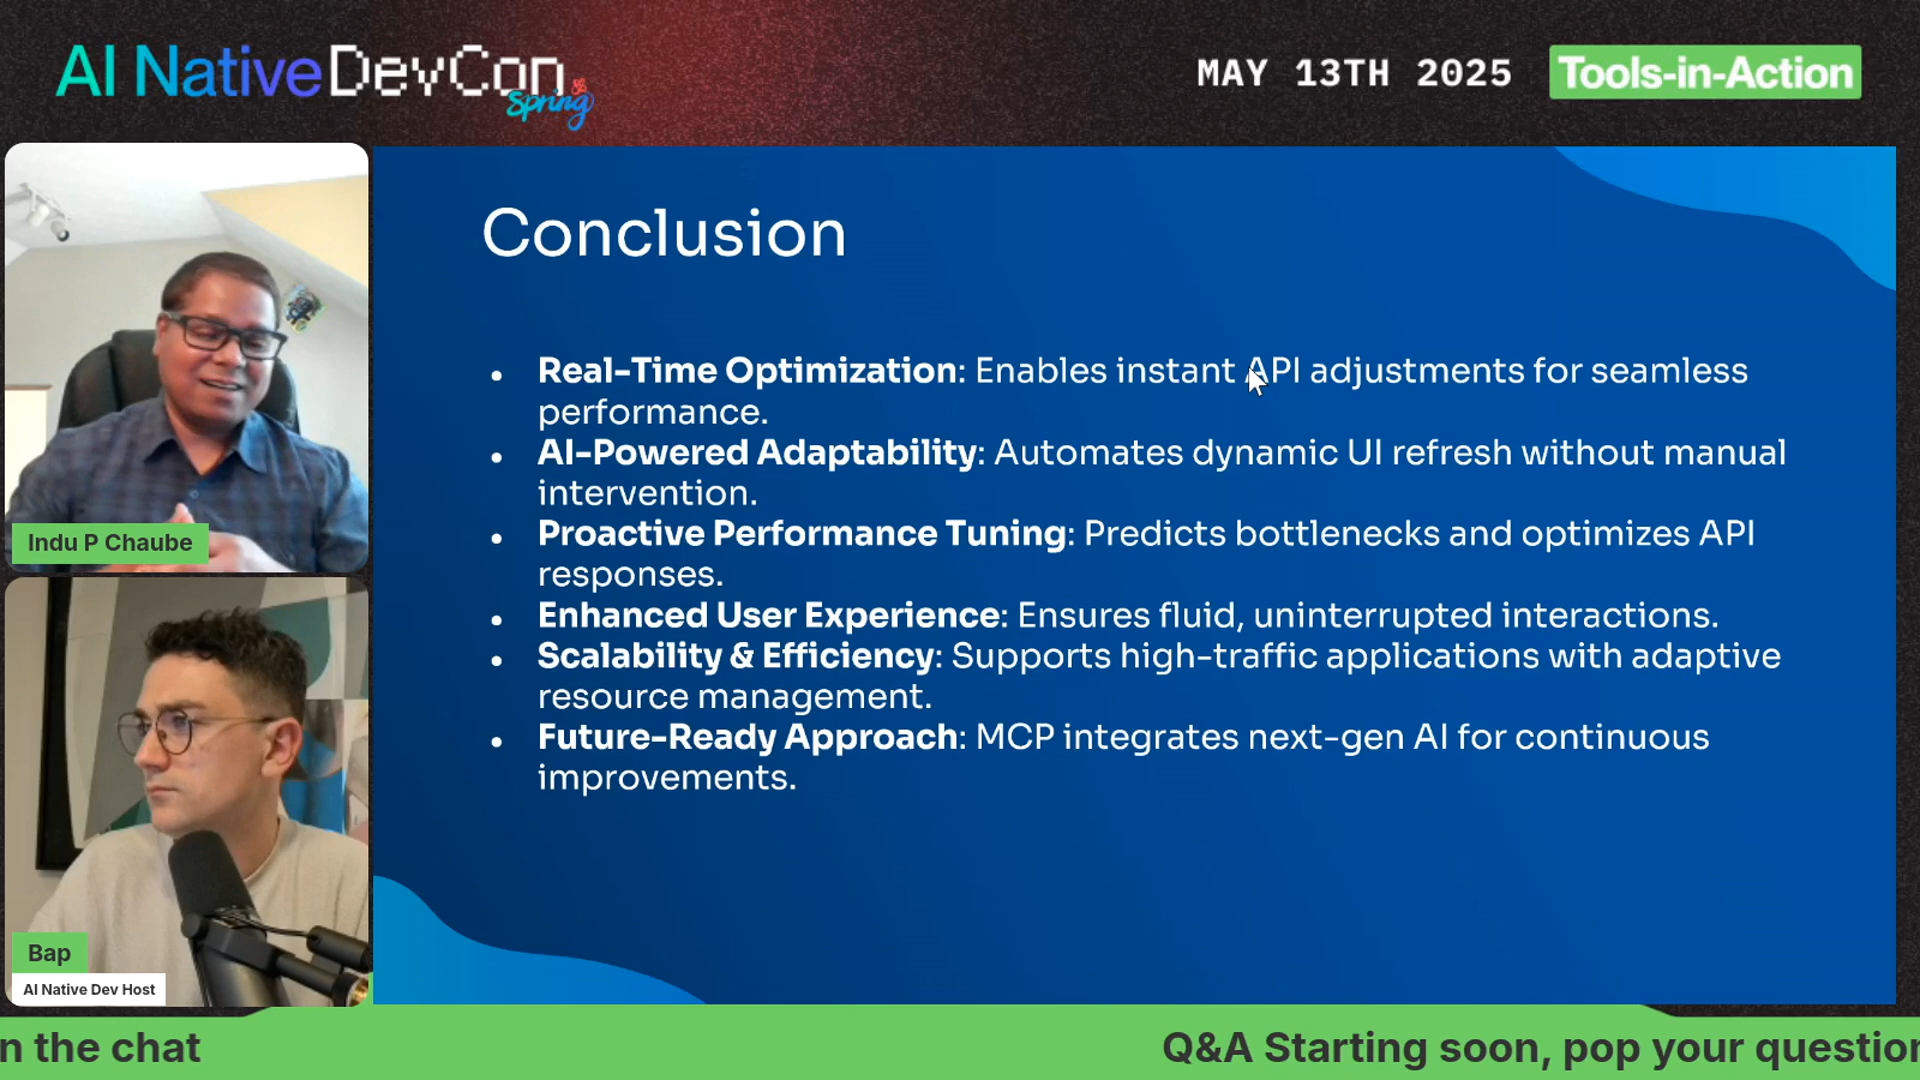 AI Native DevCon
Spring
MAY 13TH 2025
Tools-in-Action
Indu P Chaube
Bap
AI Native Dev Host
Conclusion
• Real-Time Optimization: Enables instant API adjustments for seamless
performance.
• AI-Powered Adaptability: Automates dynamic UI refresh without manual
intervention.
• Proactive Performance Tuning: Predicts bottlenecks and optimizes API
responses.
• Enhanced User Experience: Ensures fluid, uninterrupted interactions.
• Scalability & Efficiency: Supports high-traffic applications with adaptive
resource management.
• Future-Ready Approach: MCP integrates next-gen AI for continuous
improvements.
n the chat
Q&A Starting soon, pop your question